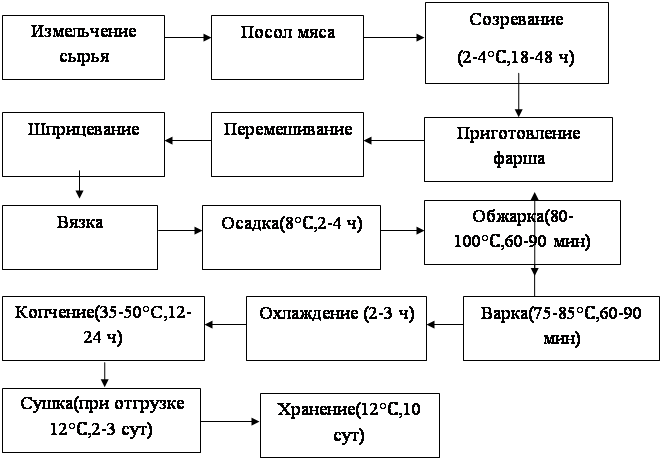 Измельчение
сырья
Посол мяса
Созревание
(2-4°С,18-48 ч)
Шприцевание
Перемешивание
Приготовление
фарша
Вязка
Осадка(8°С,2-4 ч)
Обжарка(80-
100°С,60-90 мин)
Копчение(35-50°С,12-
24 ч)
Охлаждение (2-3 ч)
Варка(75-85°С,60-90
мин)
Сушка(при отгрузке
12°С,2-3 сут)
Хранение(12°С,10
сут)